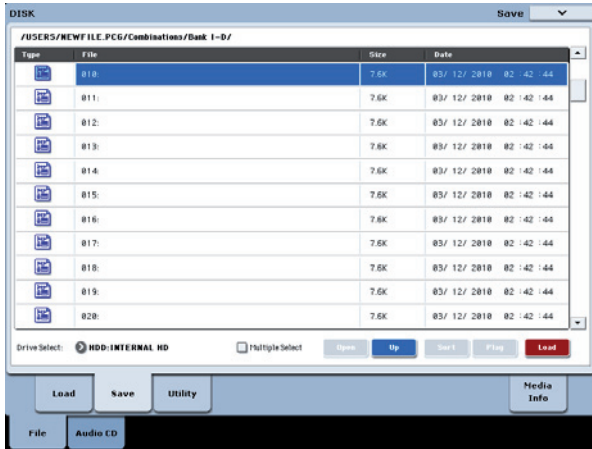 DISK Save
/USERS/NEWFILE.PCG/Combinations/Bank I-D/
Type File Size Date
010: 7.6K 03/ 12/ 2010 02 :42 :44
011: 7.6K 03/ 12/ 2010 02 :42 :44
012: 7.6K 03/ 12/ 2010 02 :42 :44
013: 7.6K 03/ 12/ 2010 02 :42 :44
014: 7.6K 03/ 12/ 2010 02 :42 :44
015: 7.6K 03/ 12/ 2010 02 :42 :44
016: 7.6K 03/ 12/ 2010 02 :42 :44
017: 7.6K 03/ 12/ 2010 02 :42 :44
018: 7.6K 03/ 12/ 2010 02 :42 :44
019: 7.6K 03/ 12/ 2010 02 :42 :44
020: 7.6K 03/ 12/ 2010 02 :42 :44
Drive Select: HDD:INTERNAL HD Multiple Select Open Up Sort Play Load
Load Save Utility Media Info
File Audio CD